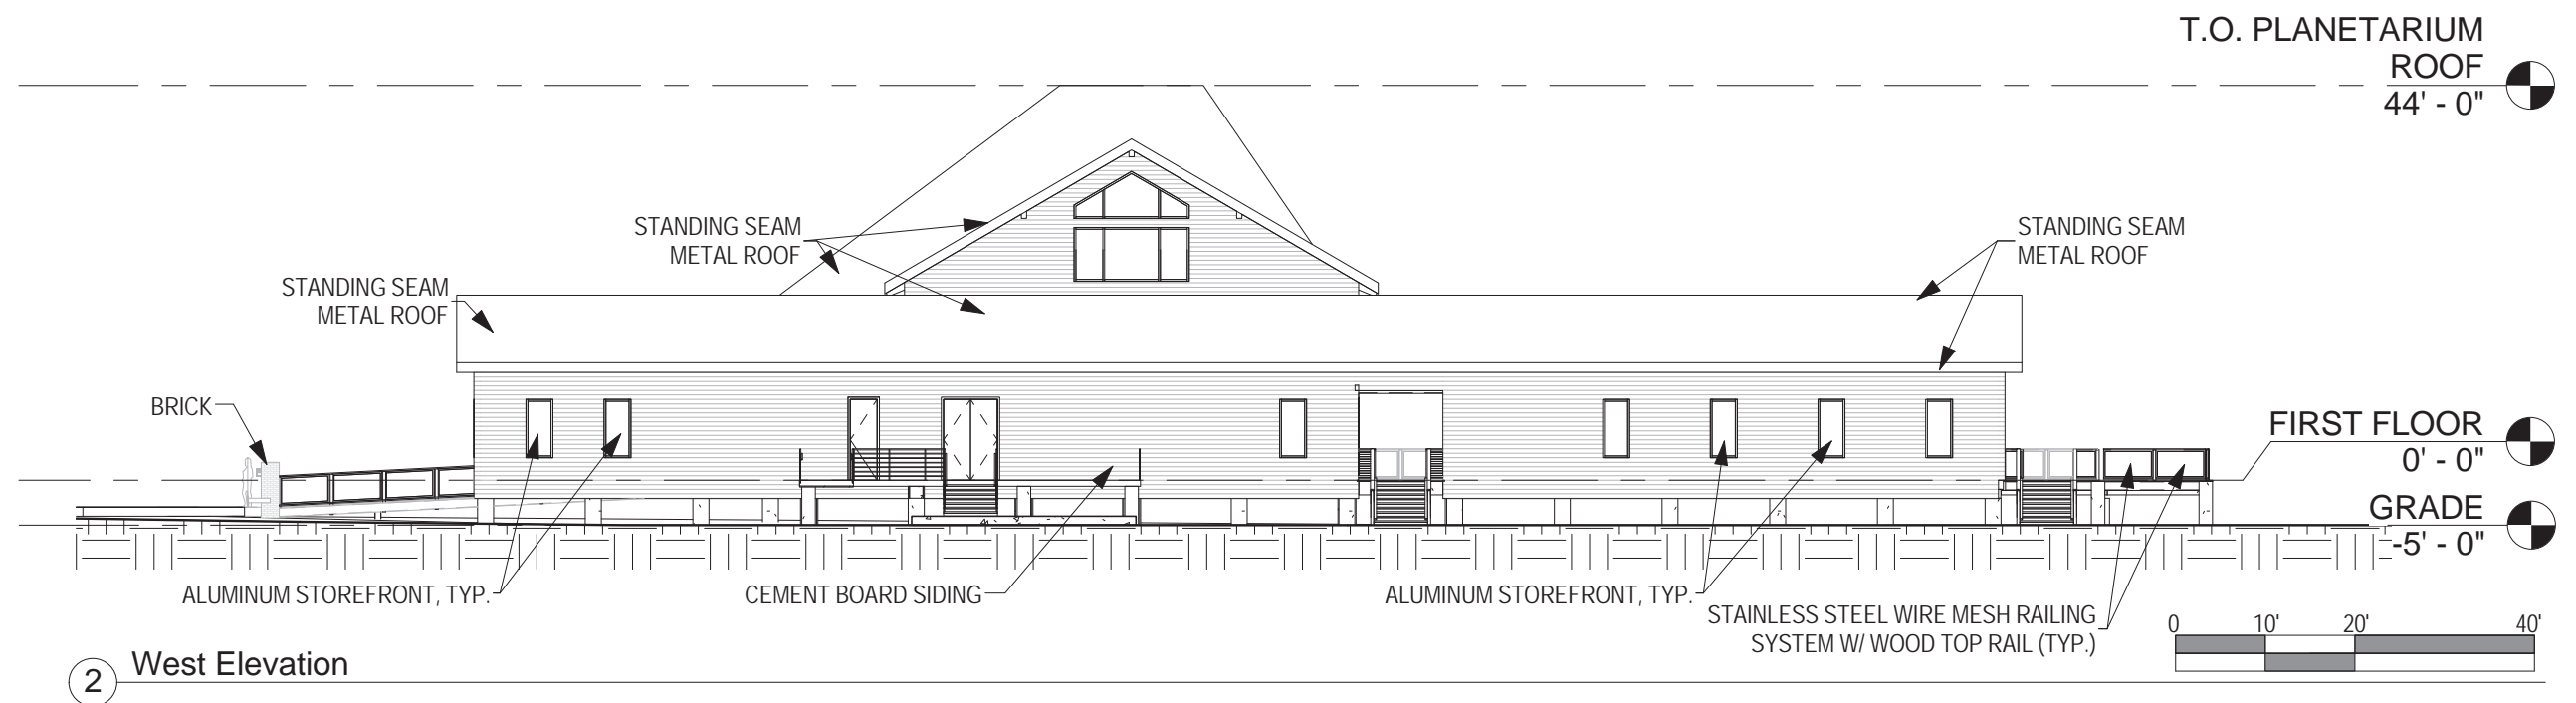 T.O. PLANETARIUM
ROOF
44' - 0"
STANDING SEAM
METAL ROOF
STANDING SEAM
METAL ROOF
STANDING SEAM
METAL ROOF
BRICK
FIRST FLOOR
0' - 0"
GRADE
-5' - 0"
ALUMINUM STOREFRONT, TYP.
CEMENT BOARD SIDING
ALUMINUM STOREFRONT, TYP.
STAINLESS STEEL WIRE MESH RAILING
SYSTEM W/ WOOD TOP RAIL (TYP.)
0 10' 20' 40'
2 West Elevation